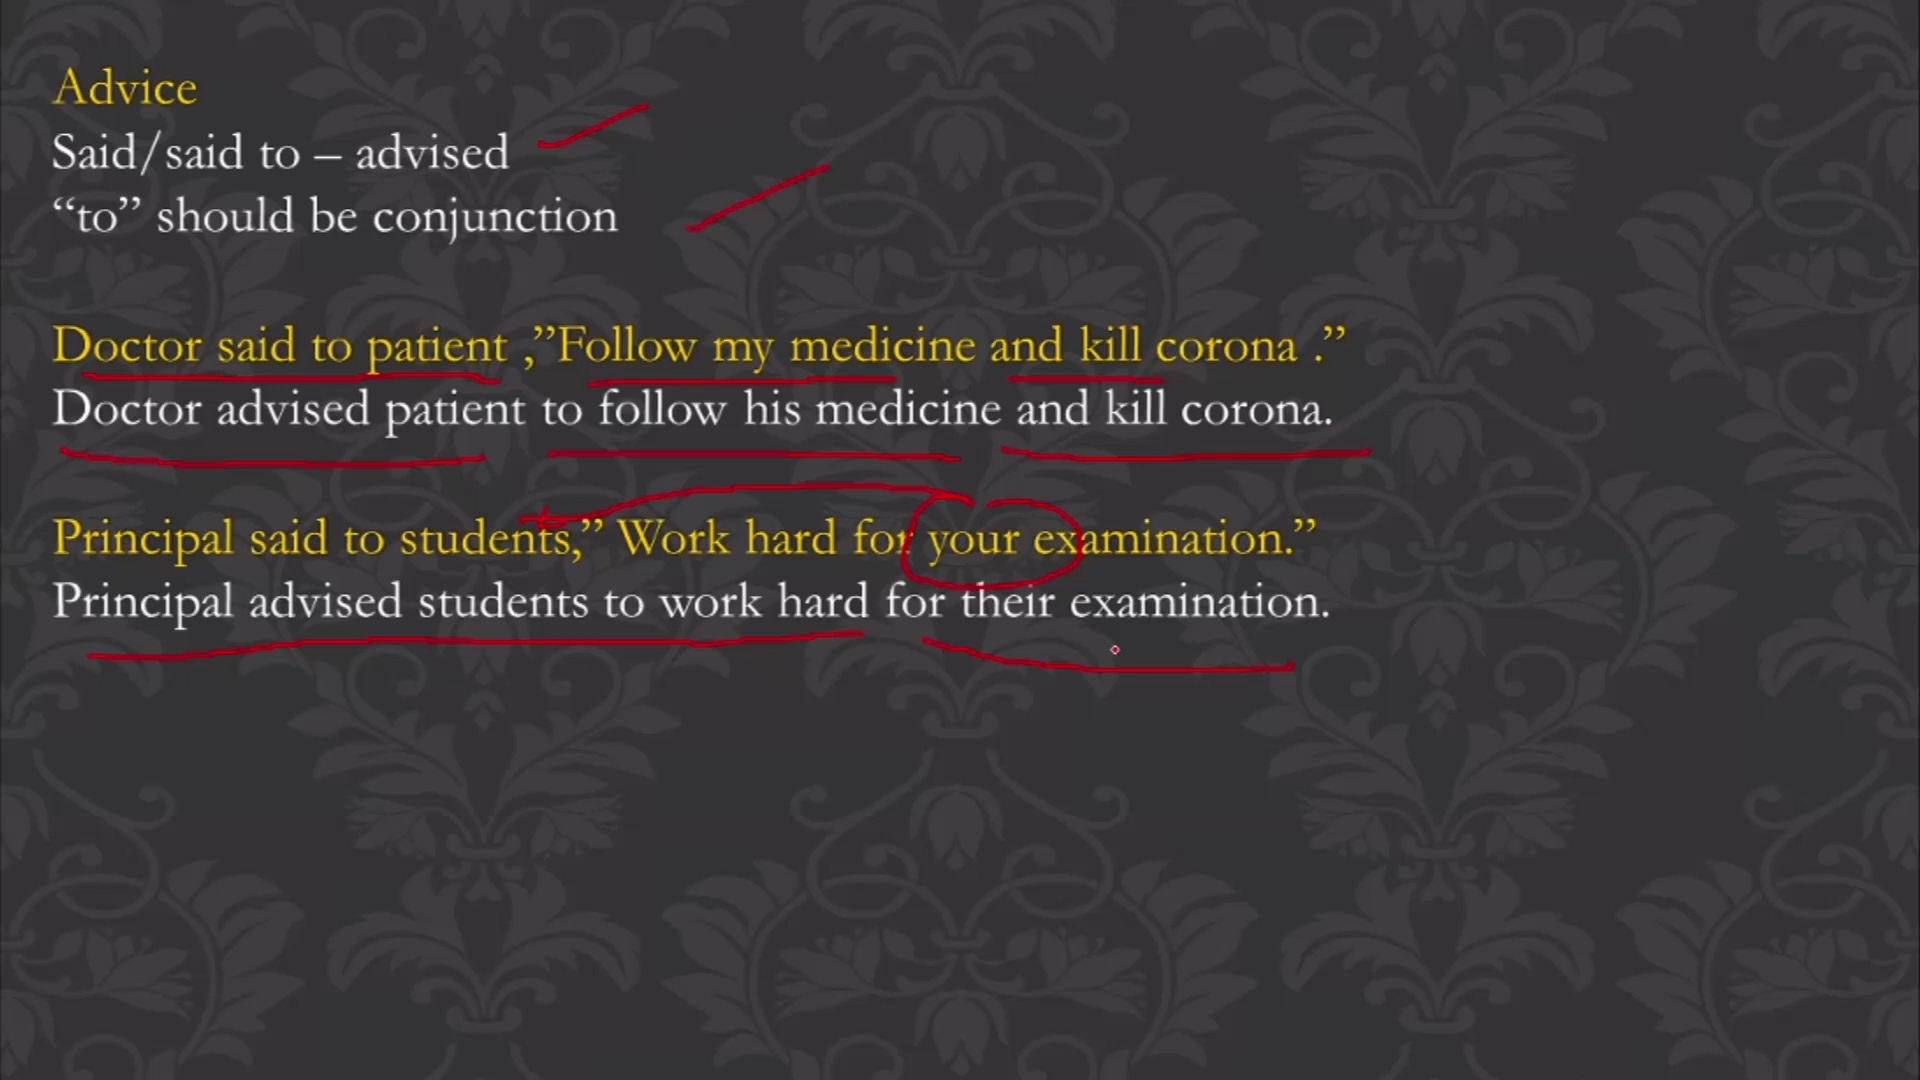 Advice
Said/said to – advised
“to” should be conjunction
Doctor said to patient ,”Follow my medicine and kill corona .”
Doctor advised patient to follow his medicine and kill corona.
Principal said to students,” Work hard for your examination.”
Principal advised students to work hard for their examination.